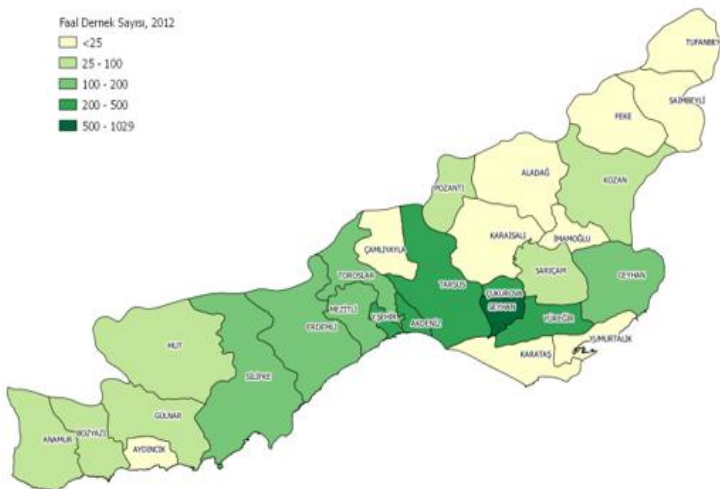 Faal Dernek Sayısı, 2012
<25
25 - 100
100 - 200
200 - 500
500 - 1029
TUFANBEY
SAİMBEYLİ
FEKE
ALADAĞ
KOZAN
POZANTI
KARAİSALI
İMAMOĞLU
ÇAMLIYAYLA
TOROSLAR
TARSUS
SARIÇAM
CEYHAN
ÇUKUROVA
SEYHAN
MEZİTLİ
YŞEHİR
AKDENİZ
YÜREĞİR
ERDEMLİ
YUMURTALIK
KARATAŞ
MUT
SİLİFKE
GÜLNAR
BOZYAZI
ANAMUR
AYDINCIK